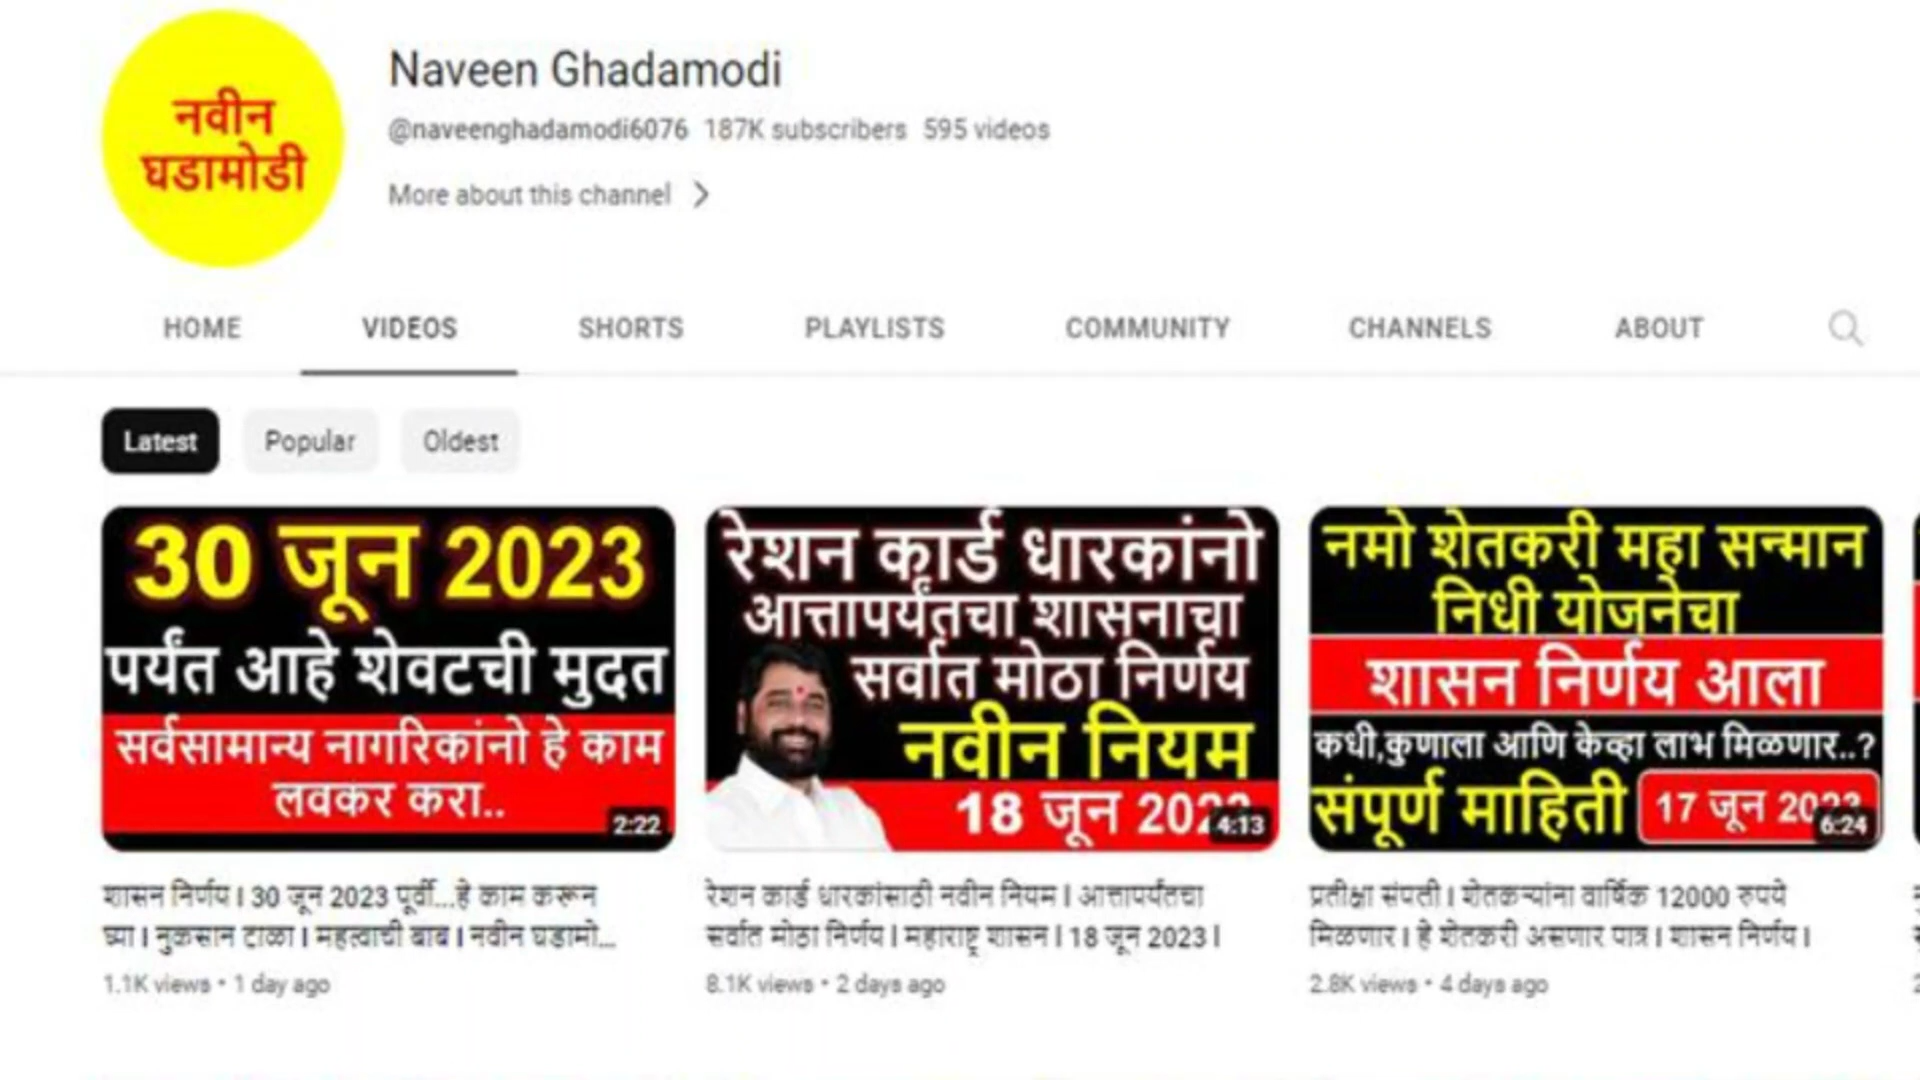 नवीन
घडामोडी
Naveen Ghadamodi
@naveenghadamodi6076 187K subscribers 595 videos
More about this channel
HOME VIDEOS SHORTS PLAYLISTS COMMUNITY CHANNELS ABOUT
Latest Popular Oldest
30 जून 2023
पर्यंत आहे शेवटची मुदत
सर्वसामान्य नागरिकांनो हे काम
लवकर करा..
2:22
रेशन कार्ड धारकांनो
आत्तापर्यंतचा शासनाचा
सर्वात मोठा निर्णय
नवीन नियम
18 जून 2023
4:13
नमो शेतकरी महा सन्मान
निधी योजनेचा
शासन निर्णय आला
कधी,कुणाला आणि केव्हा लाभ मिळणार..?
संपूर्ण माहिती 17 जून 2023
6:24
शासन निर्णय । 30 जून 2023 पूर्वी...हे काम करून
घ्या । नुकसान टाळा । महत्वाची बाब । नवीन घडामो...
1.1K views • 1 day ago
रेशन कार्ड धारकांसाठी नवीन नियम । आत्तापर्यंतचा
सर्वात मोठा निर्णय । महाराष्ट्र शासन । 18 जून 2023 ।
8.1K views • 2 days ago
प्रतीक्षा संपली । शेतकऱ्यांना वार्षिक 12000 रुपये
मिळणार । हे शेतकरी असणार पात्र । शासन निर्णय ।
2.8K views • 4 days ago